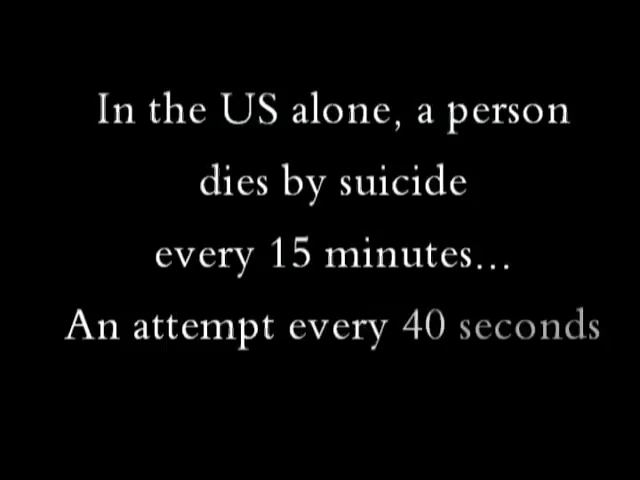 In the US alone, a person
dies by suicide
every 15 minutes...
An attempt every 40 seconds